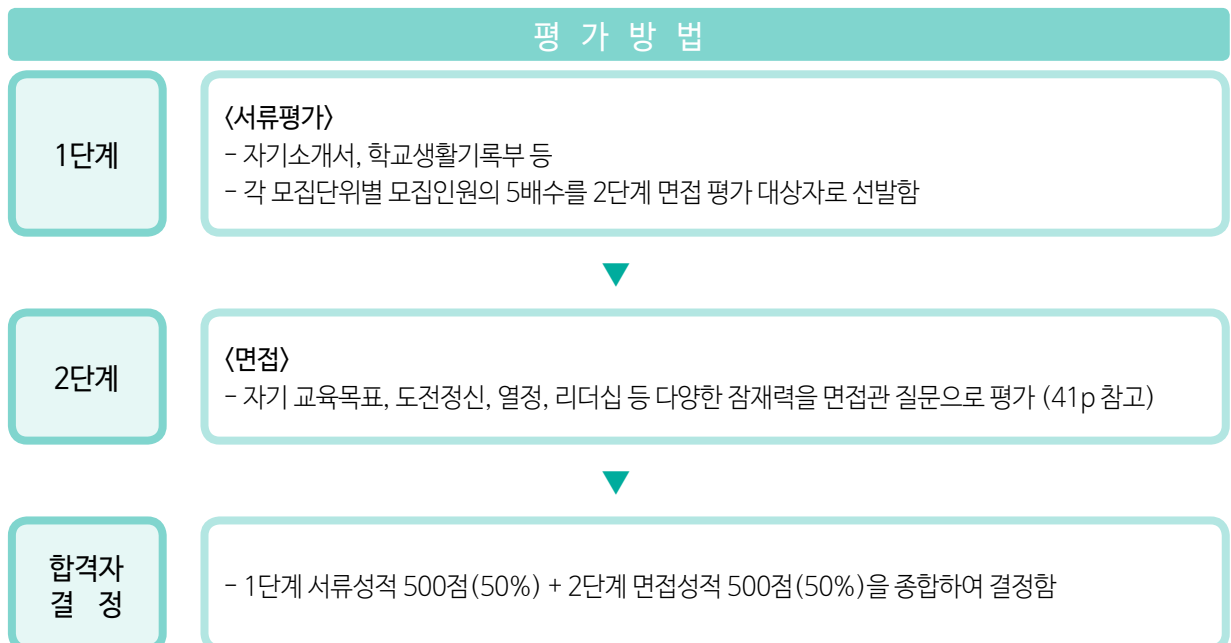 평 가 방 법
1단계
〈서류평가〉
- 자기소개서, 학교생활기록부 등
- 각 모집단위별 모집인원의 5배수를 2단계 면접 평가 대상자로 선발함
2단계
〈면접〉
- 자기 교육목표, 도전정신, 열정, 리더십 등 다양한 잠재력을 면접관 질문으로 평가 (41p 참고)
합격자
결 정
- 1단계 서류성적 500점(50%) + 2단계 면접성적 500점(50%)을 종합하여 결정함